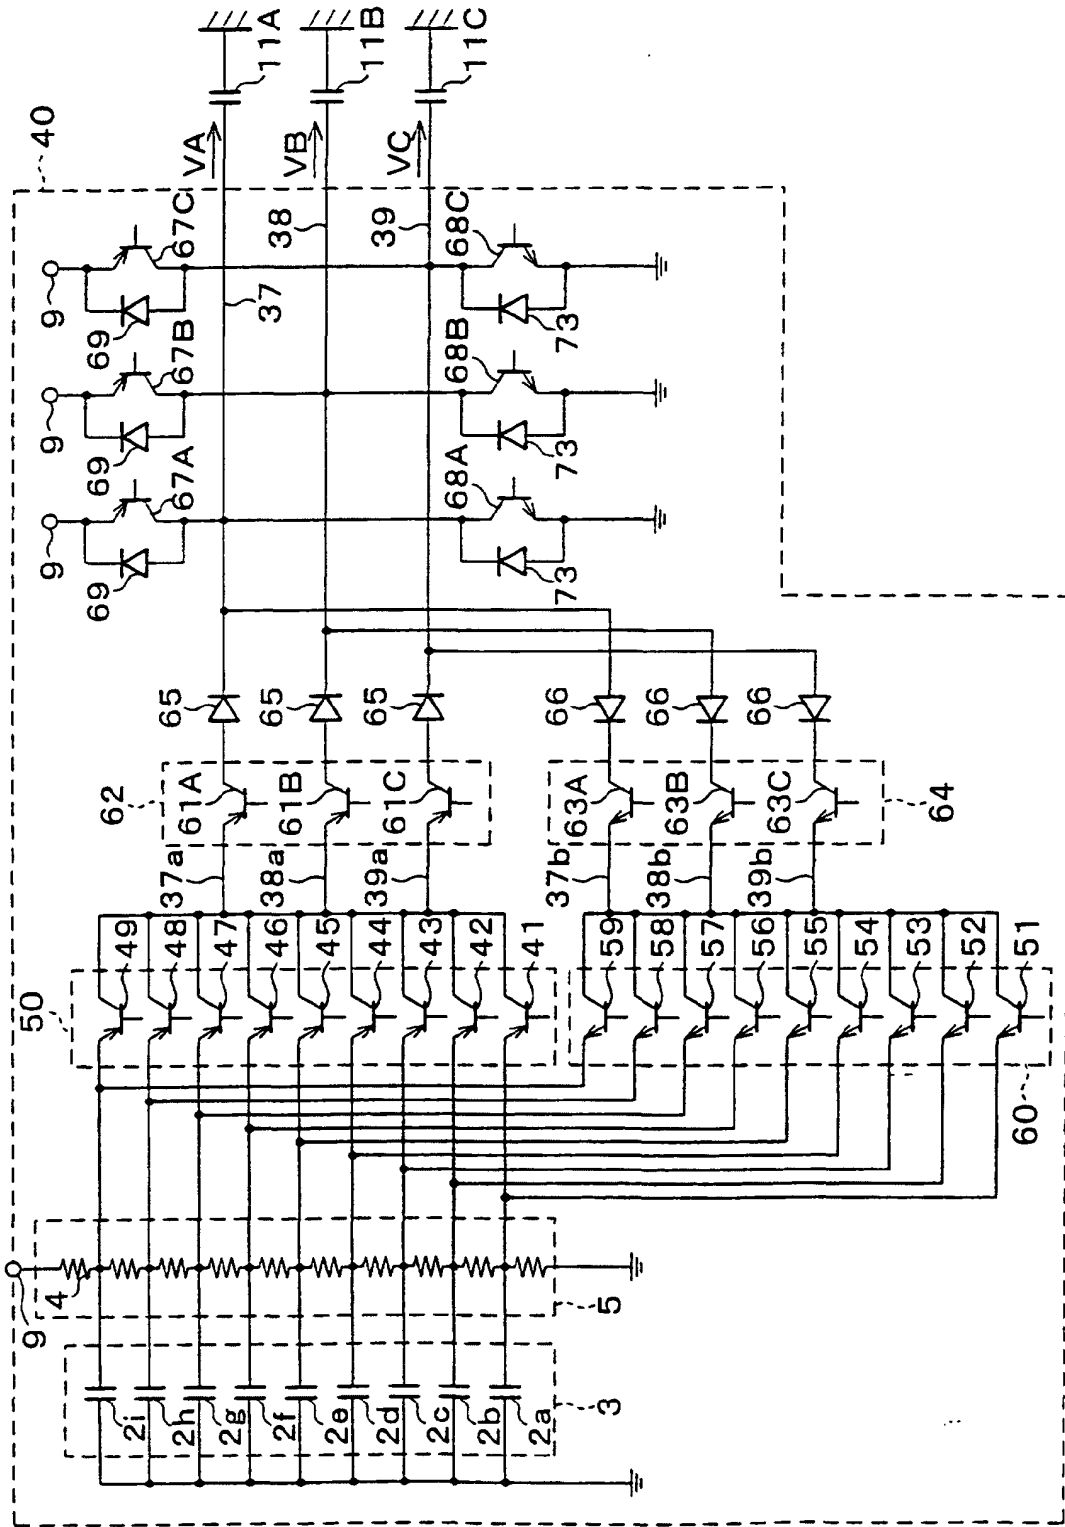 40
VA
11A
VB
11B
VC
11C
9
69
67A
9
69
67B
9
69
67C
37
38
39
73
68A
73
68B
73
68C
62
61A
61B
61C
65
65
65
64
63A
63B
63C
66
66
66
37a
38a
39a
37b
38b
39b
50
49
48
47
46
45
44
43
42
41
60
59
58
57
56
55
54
53
52
51
9
4
5
3
2i
2h
2g
2f
2e
2d
2c
2b
2a